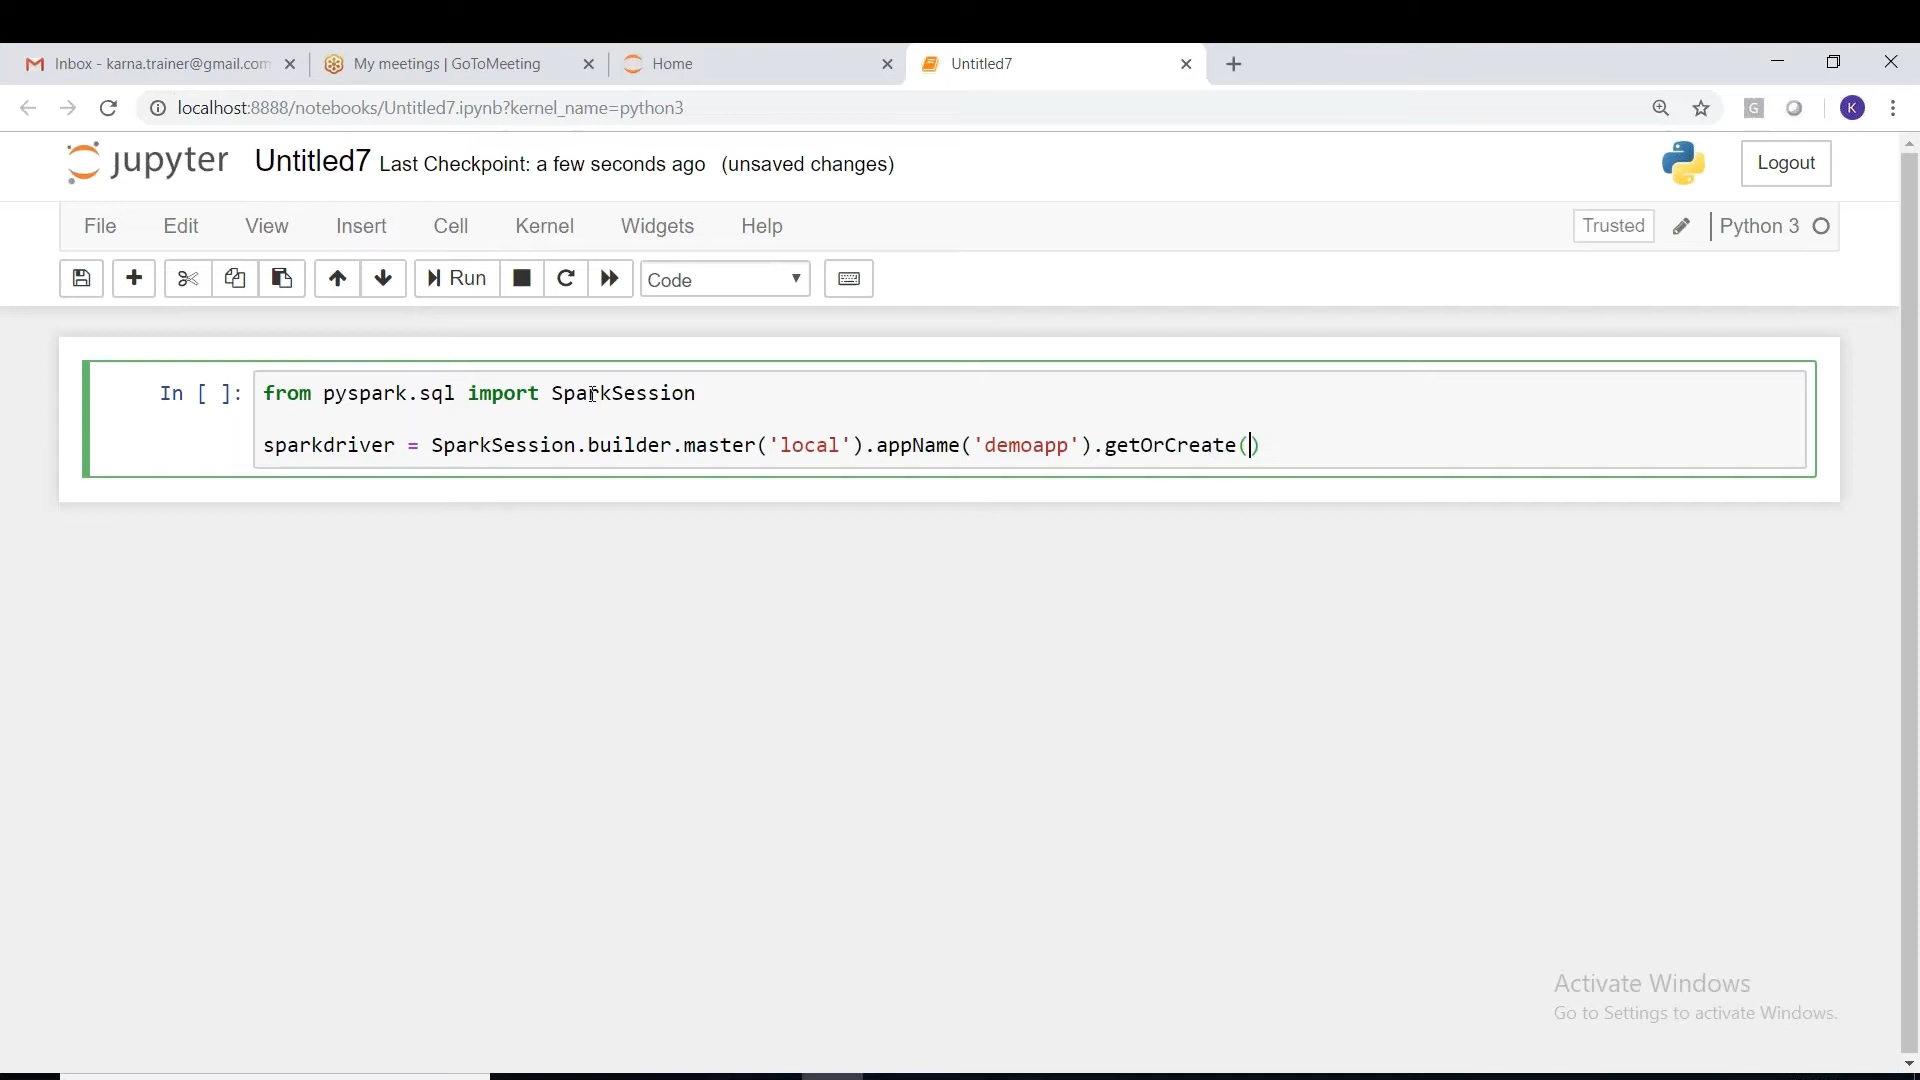 Inbox - karna.trainer@gmail.com
My meetings | GoToMeeting
Home
Untitled7
localhost:8888/notebooks/Untitled7.ipynb?kernel_name=python3
G
K
jupyter Untitled7 Last Checkpoint: a few seconds ago (unsaved changes)
Logout
File Edit View Insert Cell Kernel Widgets Help
Trusted
Python 3
Run
Code
In [ ]: from pyspark.sql import SparkSession
sparkdriver = SparkSession.builder.master('local').appName('demoapp').getOrCreate()
Activate Windows
Go to Settings to activate Windows.